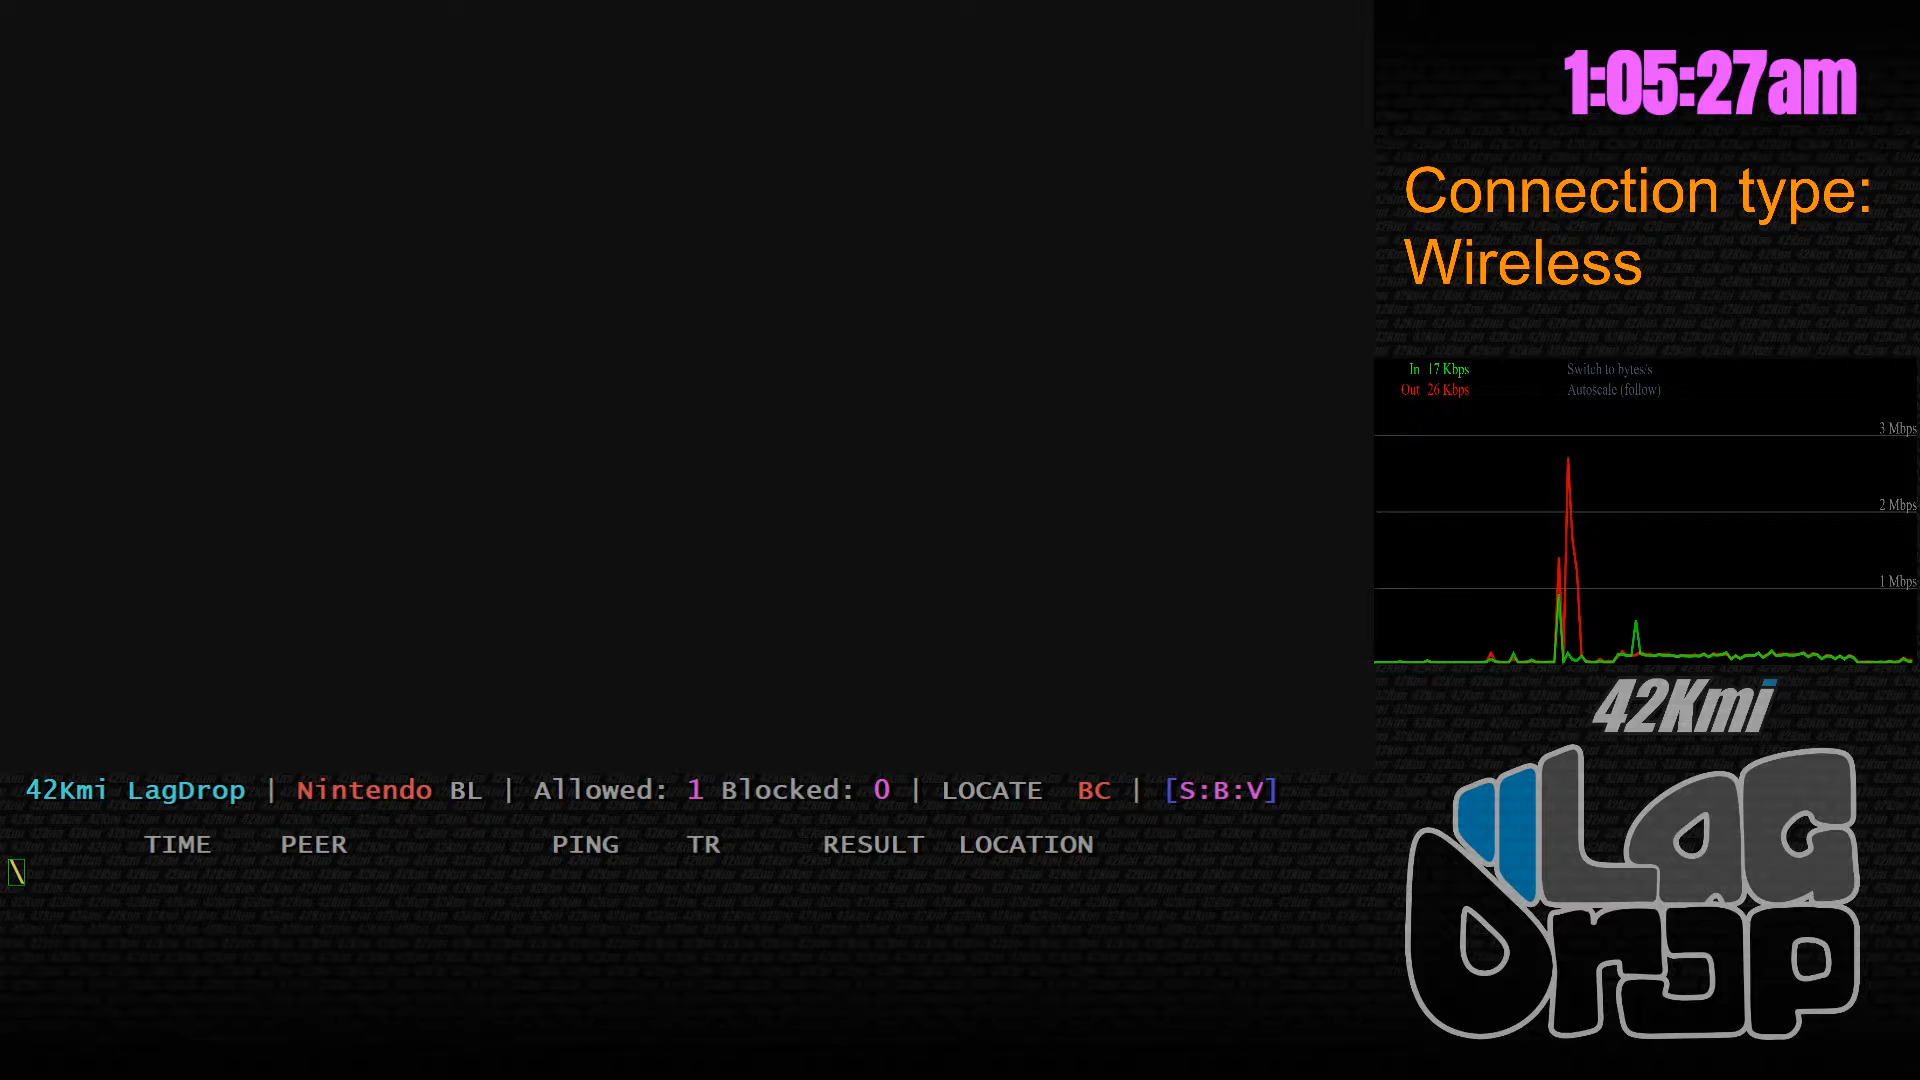 1:05:27am
Connection type:
Wireless
In 17 Kbps
Switch to bytes/s
Out 26 Kbps
Autoscale (follow)
3 Mbps
2 Mbps
1 Mbps
42Kmi
Lag
Drop
42Kmi LagDrop | Nintendo BL | Allowed: 1 Blocked: 0 | LOCATE BC | [S:B:V]
TIME PEER PING TR RESULT LOCATION
\